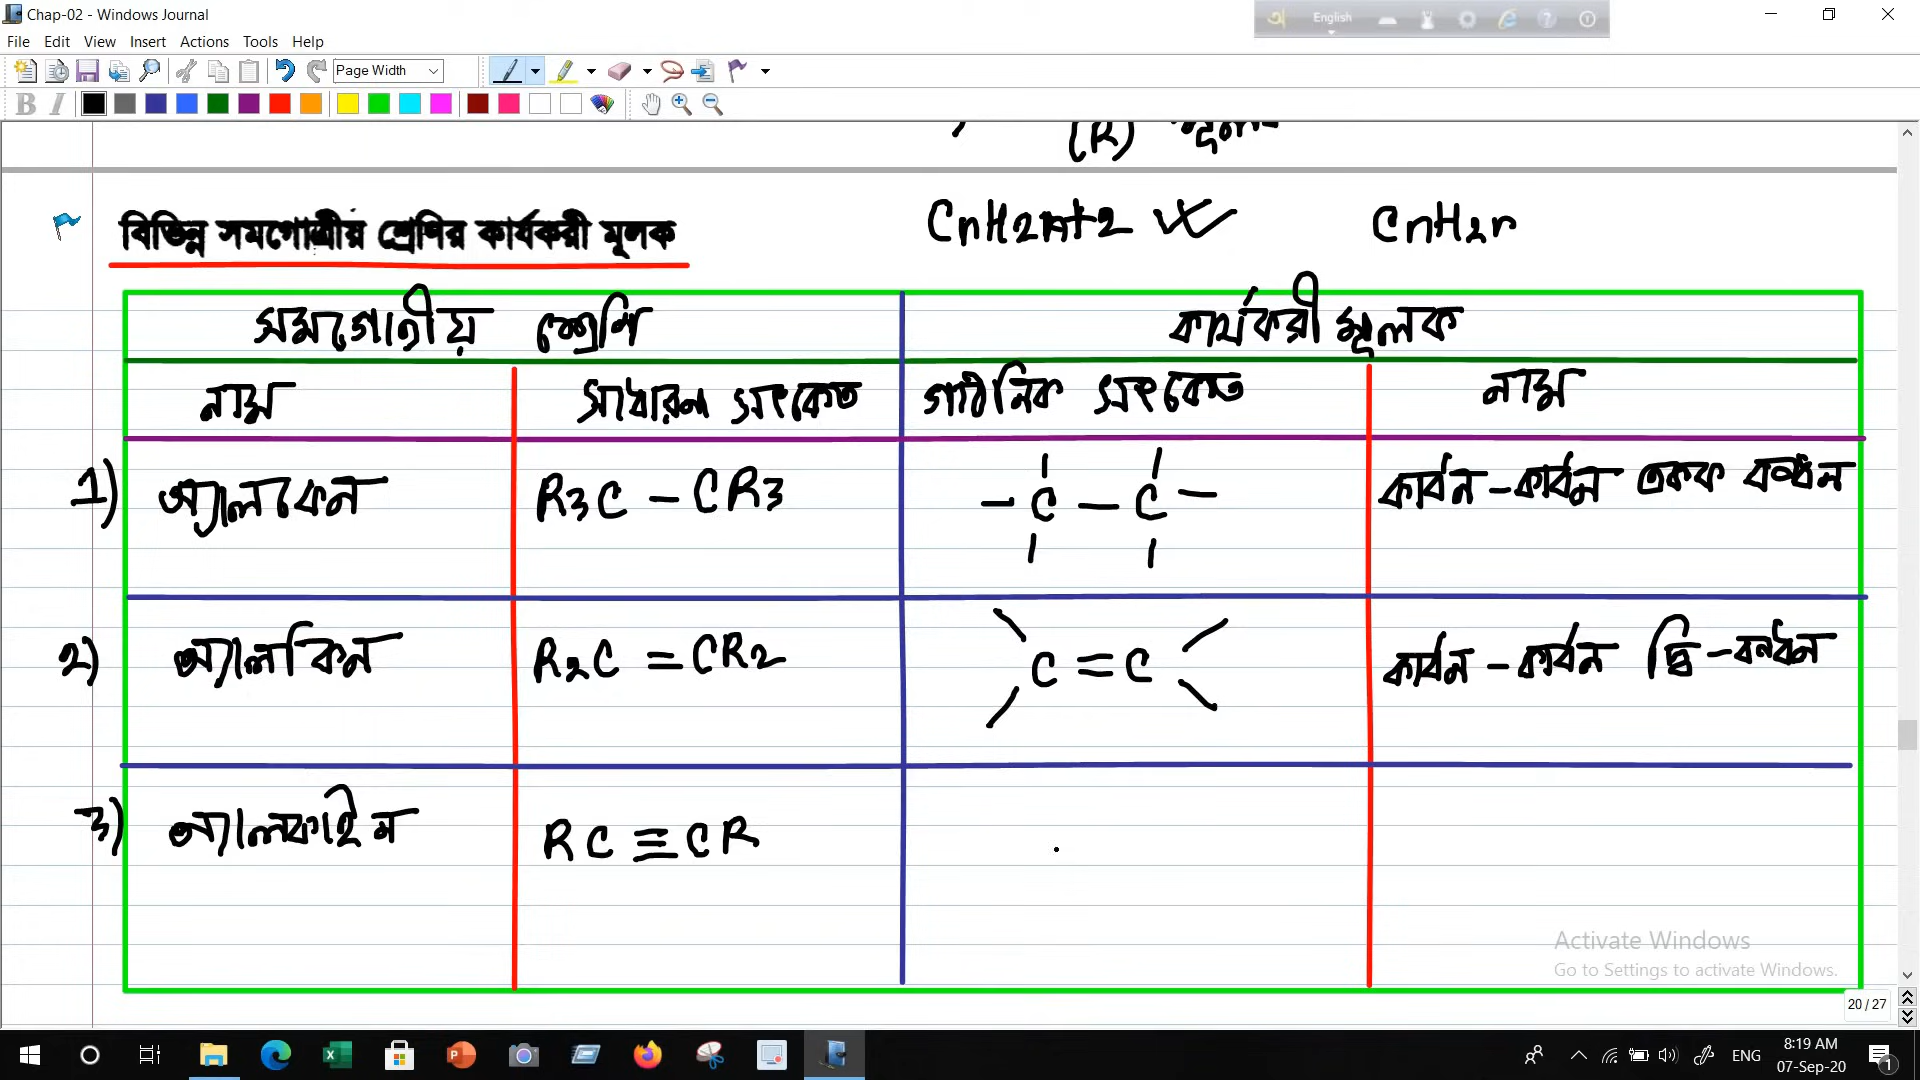 Chap-02 - Windows Journal
English
File Edit View Insert Actions Tools Help
Page Width
B I
(R)
বিভিন্ন সমগোত্রীয় শ্রেণির কার্যকরী মূলক
CnH2n+2
CnH2n
সমগোত্রীয় শ্রেণি
কার্যকরী মূলক
নাম সাধারন সংকেত গাঠনিক সংকেত নাম
1) অ্যালকেন R3C - CR3 - C - C - কার্বন - কার্বন একক বন্ধন
2) অ্যালকিন R2C = CR2 C = C কার্বন - কার্বন দ্বি-বন্ধন
3) অ্যালকাইন RC ≡ CR
Activate Windows
Go to Settings to activate Windows.
20 / 27
ENG
8:19 AM
07-Sep-20
1